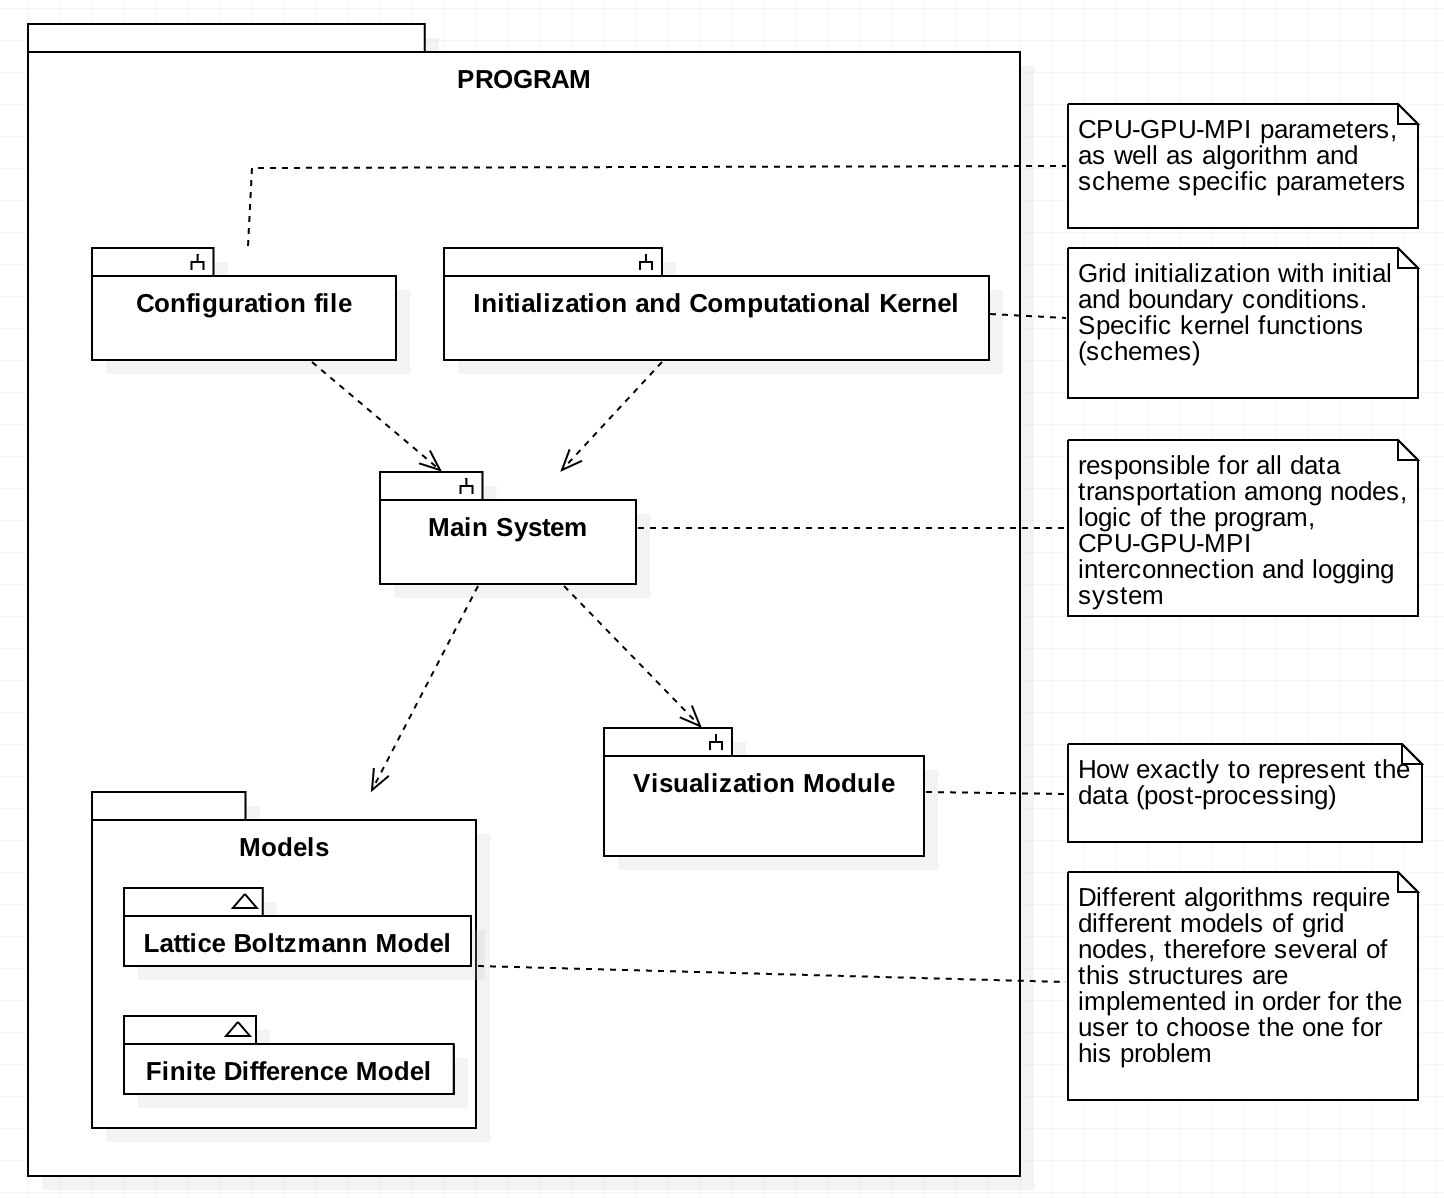 PROGRAM
CPU-GPU-MPI parameters,
as well as algorithm and
scheme specific parameters
Configuration file
Initialization and Computational Kernel
Grid initialization with initial
and boundary conditions.
Specific kernel functions
(schemes)
Main System
responsible for all data
transportation among nodes,
logic of the program,
CPU-GPU-MPI
interconnection and logging
system
Visualization Module
How exactly to represent the
data (post-processing)
Models
Lattice Boltzmann Model
Finite Difference Model
Different algorithms require
different models of grid
nodes, therefore several of
this structures are
implemented in order for the
user to choose the one for
his problem